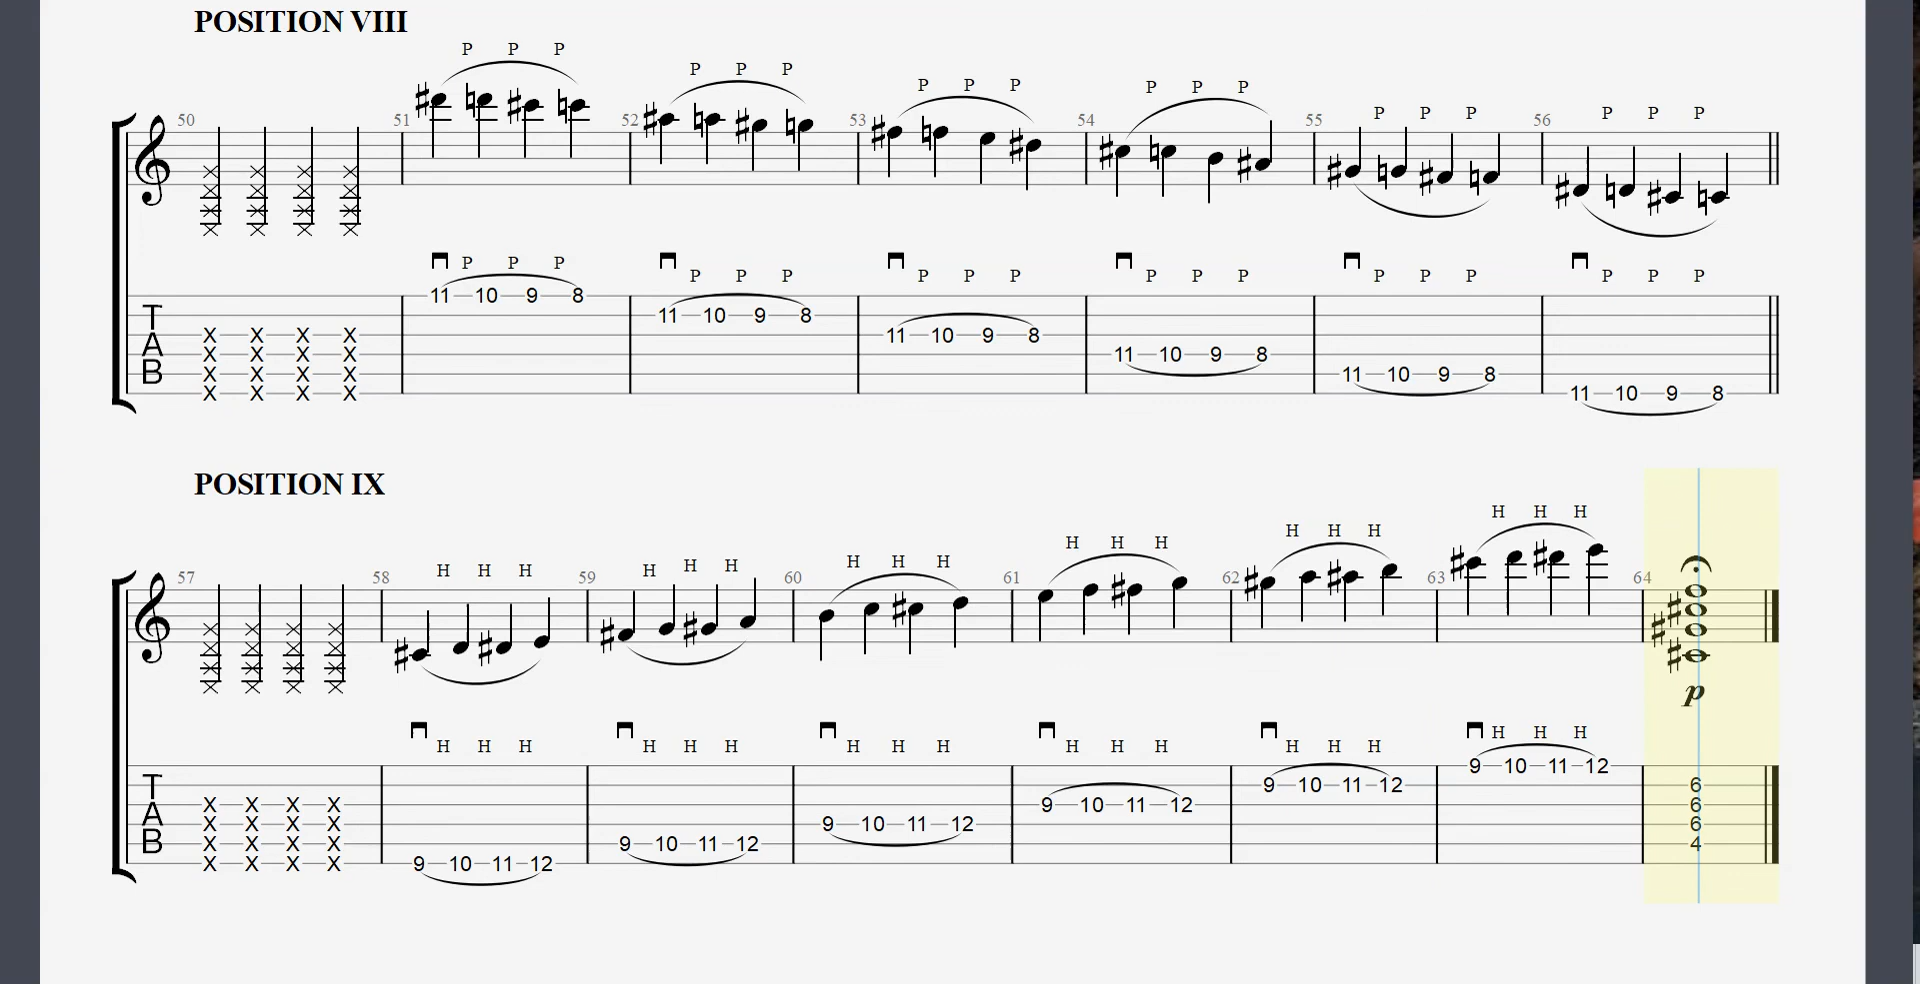 POSITION VIII
P P P
P P P
P P P
P P P
P P P
P P P
50 51 52 53 54 55 56
P P P P P P P P P P P P P P P P P P
T
A
B
11 10 9 8
11 10 9 8
X X X X 11 10 9 8
X X X X 11 10 9 8
X X X X 11 10 9 8
X X X X 11 10 9 8
POSITION IX
H H H
H H H
H H H
H H H
H H H
H H H
57 58 59 60 61 62 63 64
p
H H H H H H H H H H H H H H H H H H
T
A
B
9 10 11 12
9 10 11 12 6
X X X X 9 10 11 12 6
X X X X 9 10 11 12 6
X X X X 9 10 11 12 4
X X X X 9 10 11 12